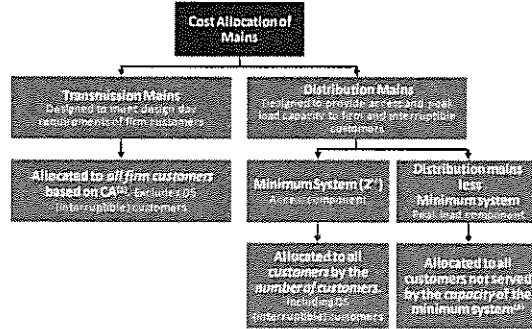 Cost Allocation of
Mains
Transmission Mains
Designed to meet design day
requirements of firm customers
Distribution Mains
Designed to provide access and peak
load capacity to firm and interruptible
customers
Allocated to all firm customers
based on CA Excludes DS
(interruptible) customers
Minimum System (2")
Access component
Distribution mains
less
Minimum system
Peak load component
Allocated to all
customers by the
number of customers.
Including DS
(interruptible) customers
Allocated to all
customers not served
by the capacity of the
minimum system